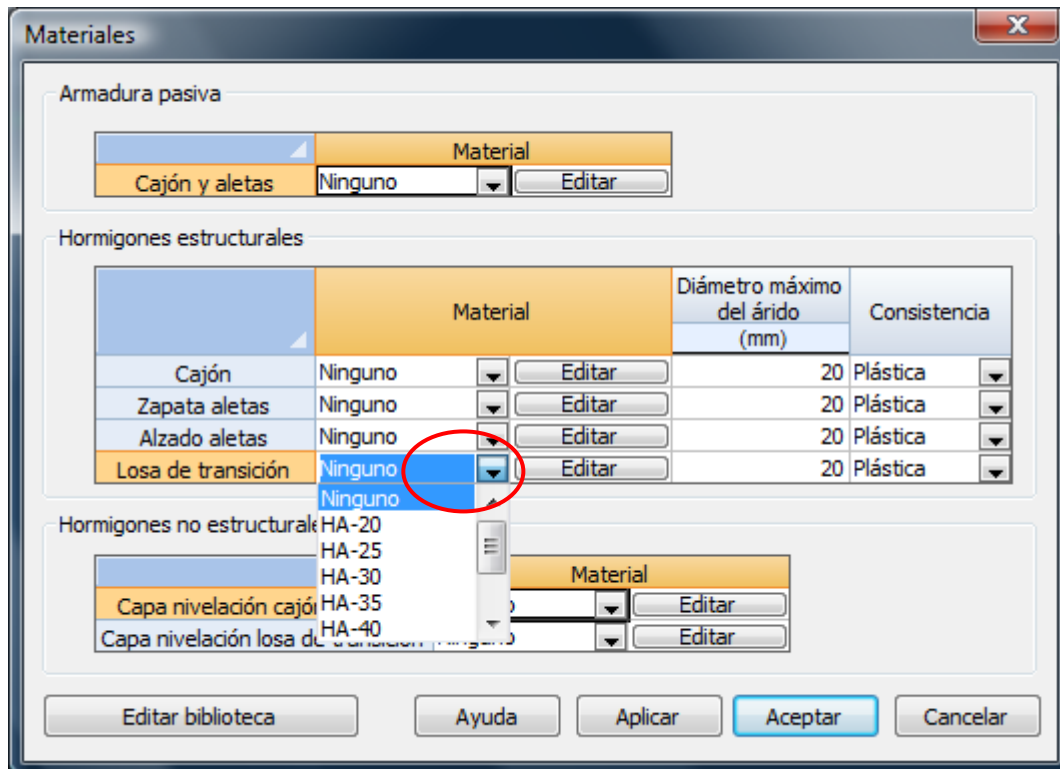 Materiales
Armadura pasiva
Material
Cajón y aletas Ninguno Editar
Hormigones estructurales
Material Diámetro máximo del árido (mm) Consistencia
Cajón Ninguno Editar 20 Plástica
Zapata aletas Ninguno Editar 20 Plástica
Alzado aletas Ninguno Editar 20 Plástica
Losa de transición Ninguno Editar 20 Plástica
Ninguno
HA-20
HA-25
HA-30
HA-35
HA-40
Hormigones no estructurale
Material
Capa nivelación cajó Editar
Capa nivelación losa d Editar
Editar biblioteca Ayuda Aplicar Aceptar Cancelar